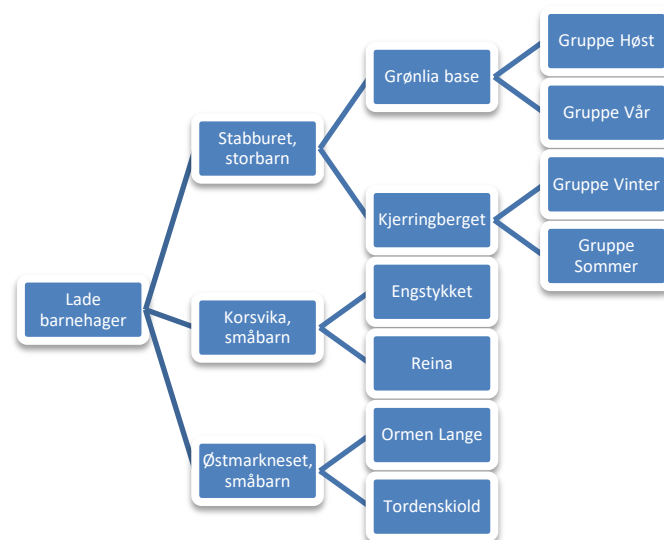 Lade
barnehager
Stabburet,
storbarn
Grønlia base
Gruppe Høst
Gruppe Vår
Kjerringberget
Gruppe Vinter
Gruppe
Sommer
Korsvika,
småbarn
Engstykket
Reina
Østmarkneset,
småbarn
Ormen Lange
Tordenskiold